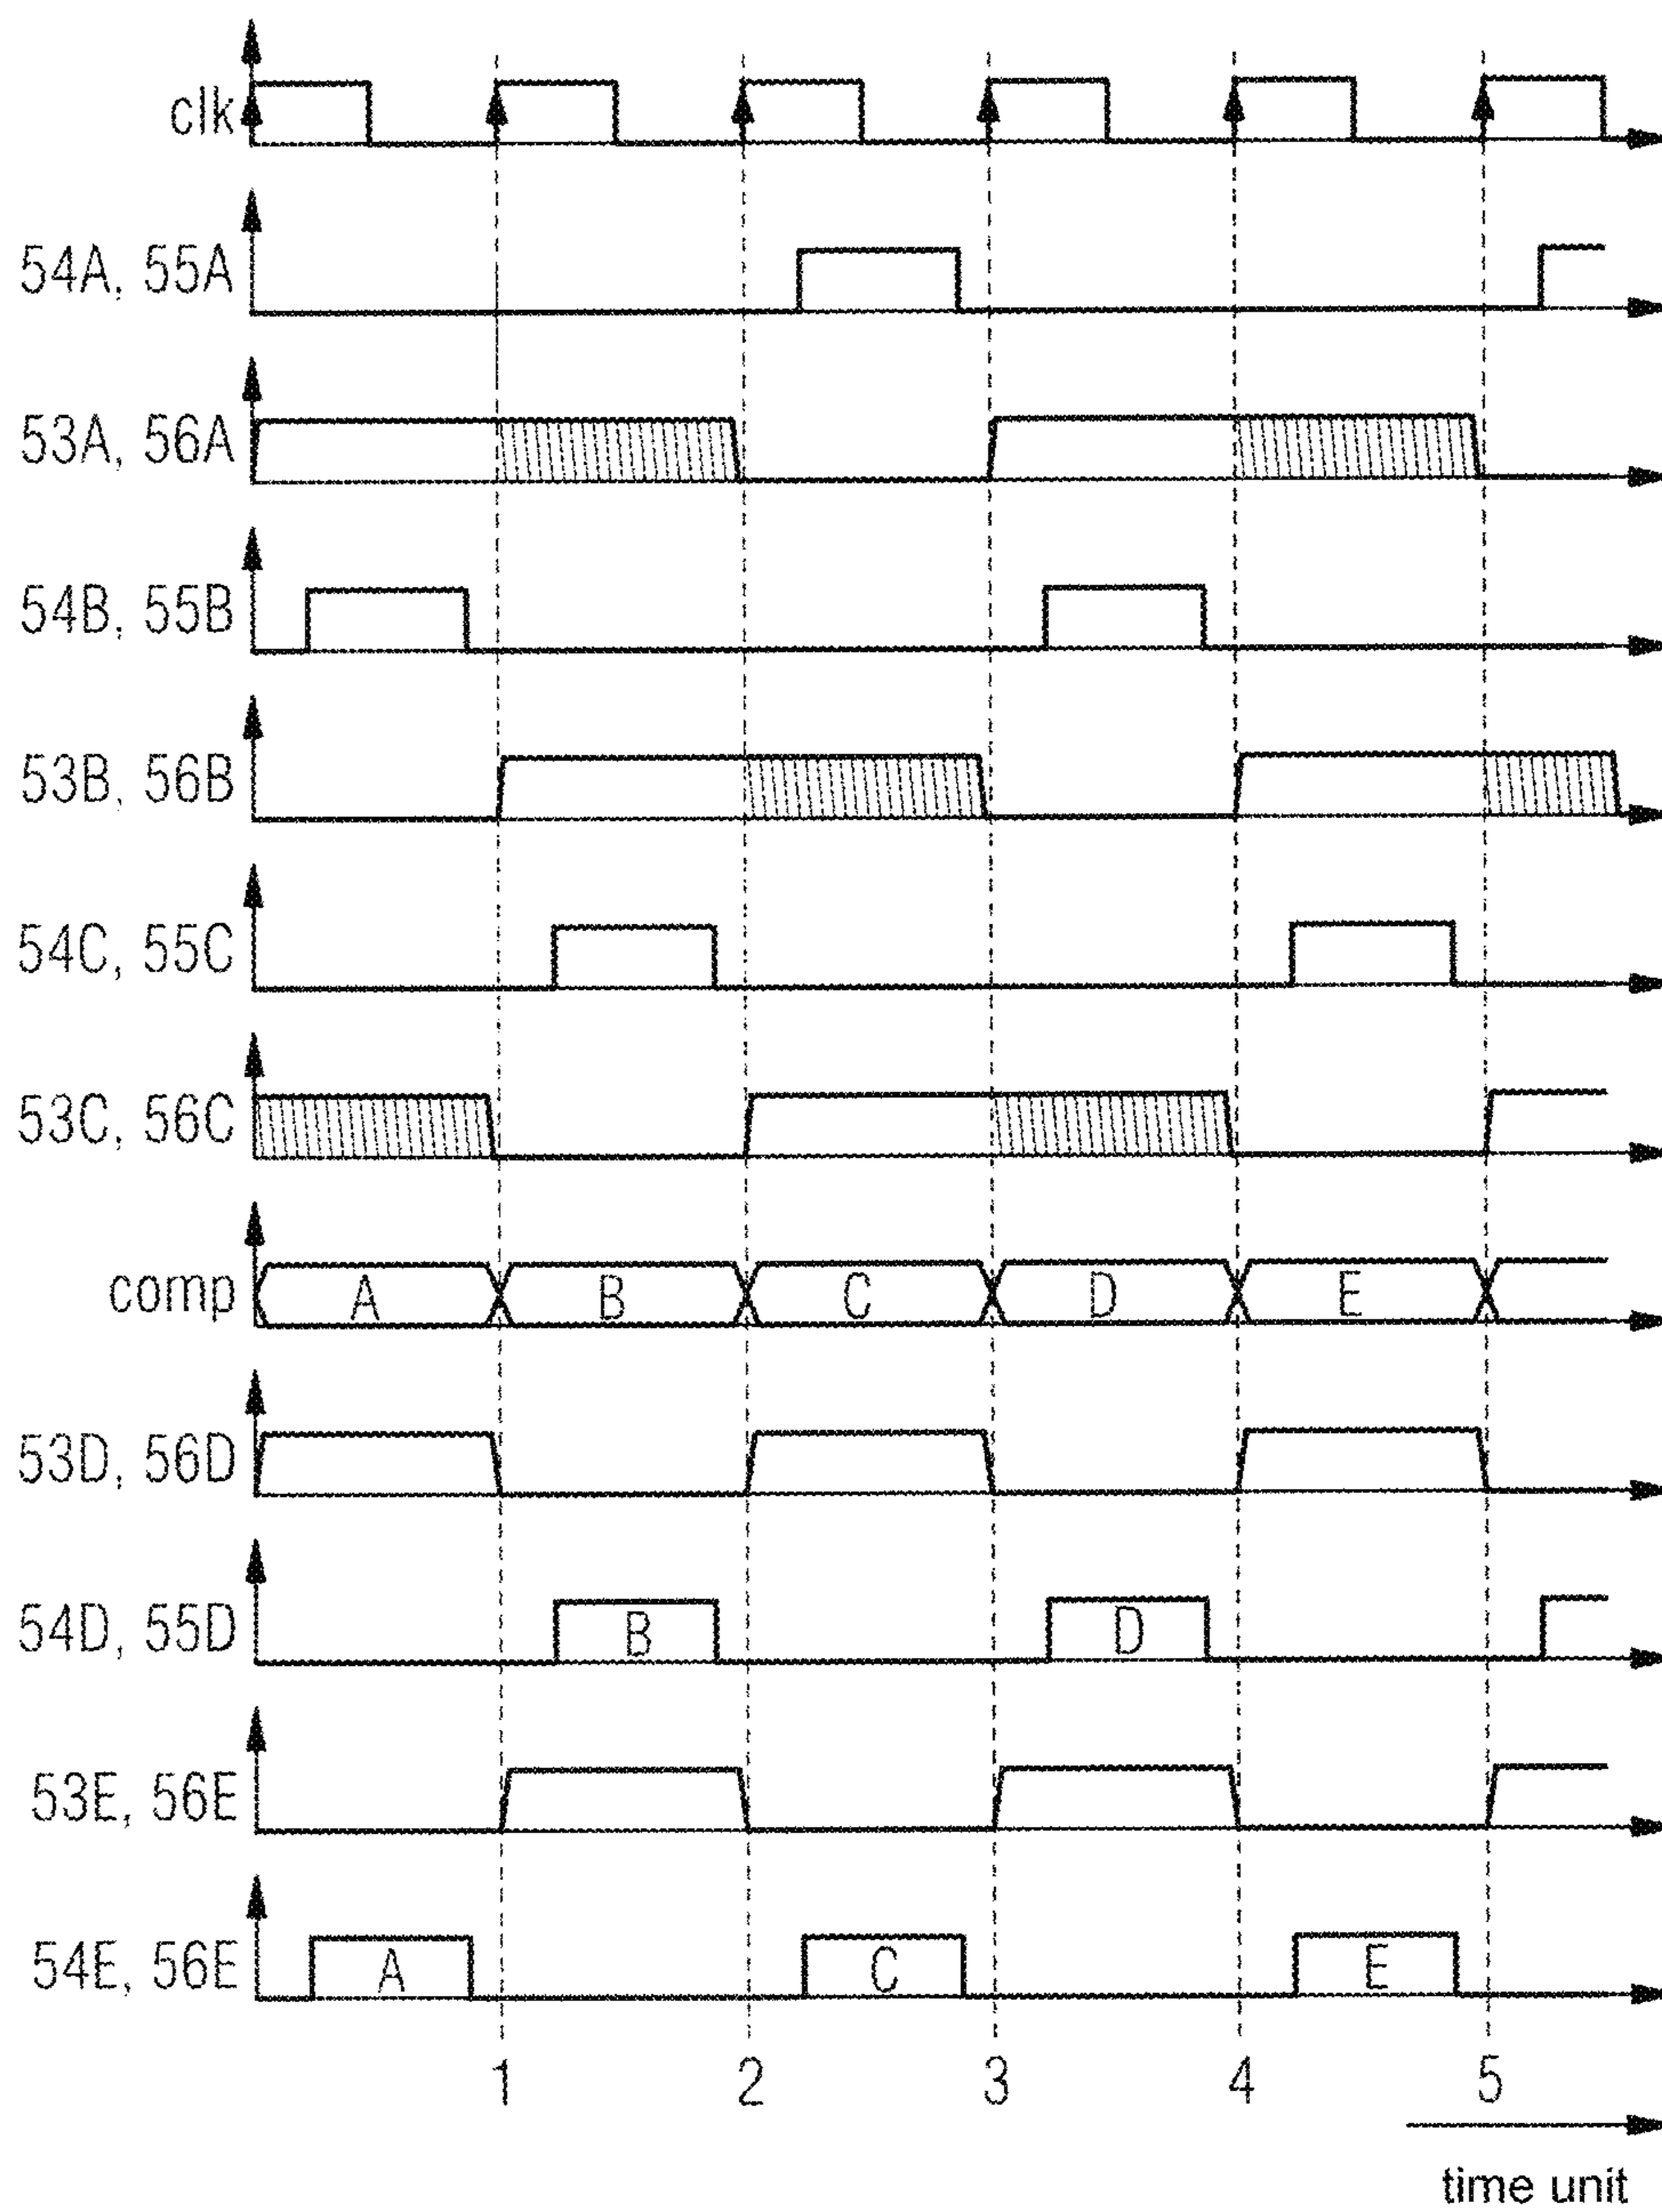 clk
54A, 55A
53A, 56A
54B, 55B
53B, 56B
54C, 55C
53C, 56C
comp A B C D E
53D, 56D
54D, 55D B D
53E, 56E
54E, 56E A C E
1 2 3 4 5
time unit